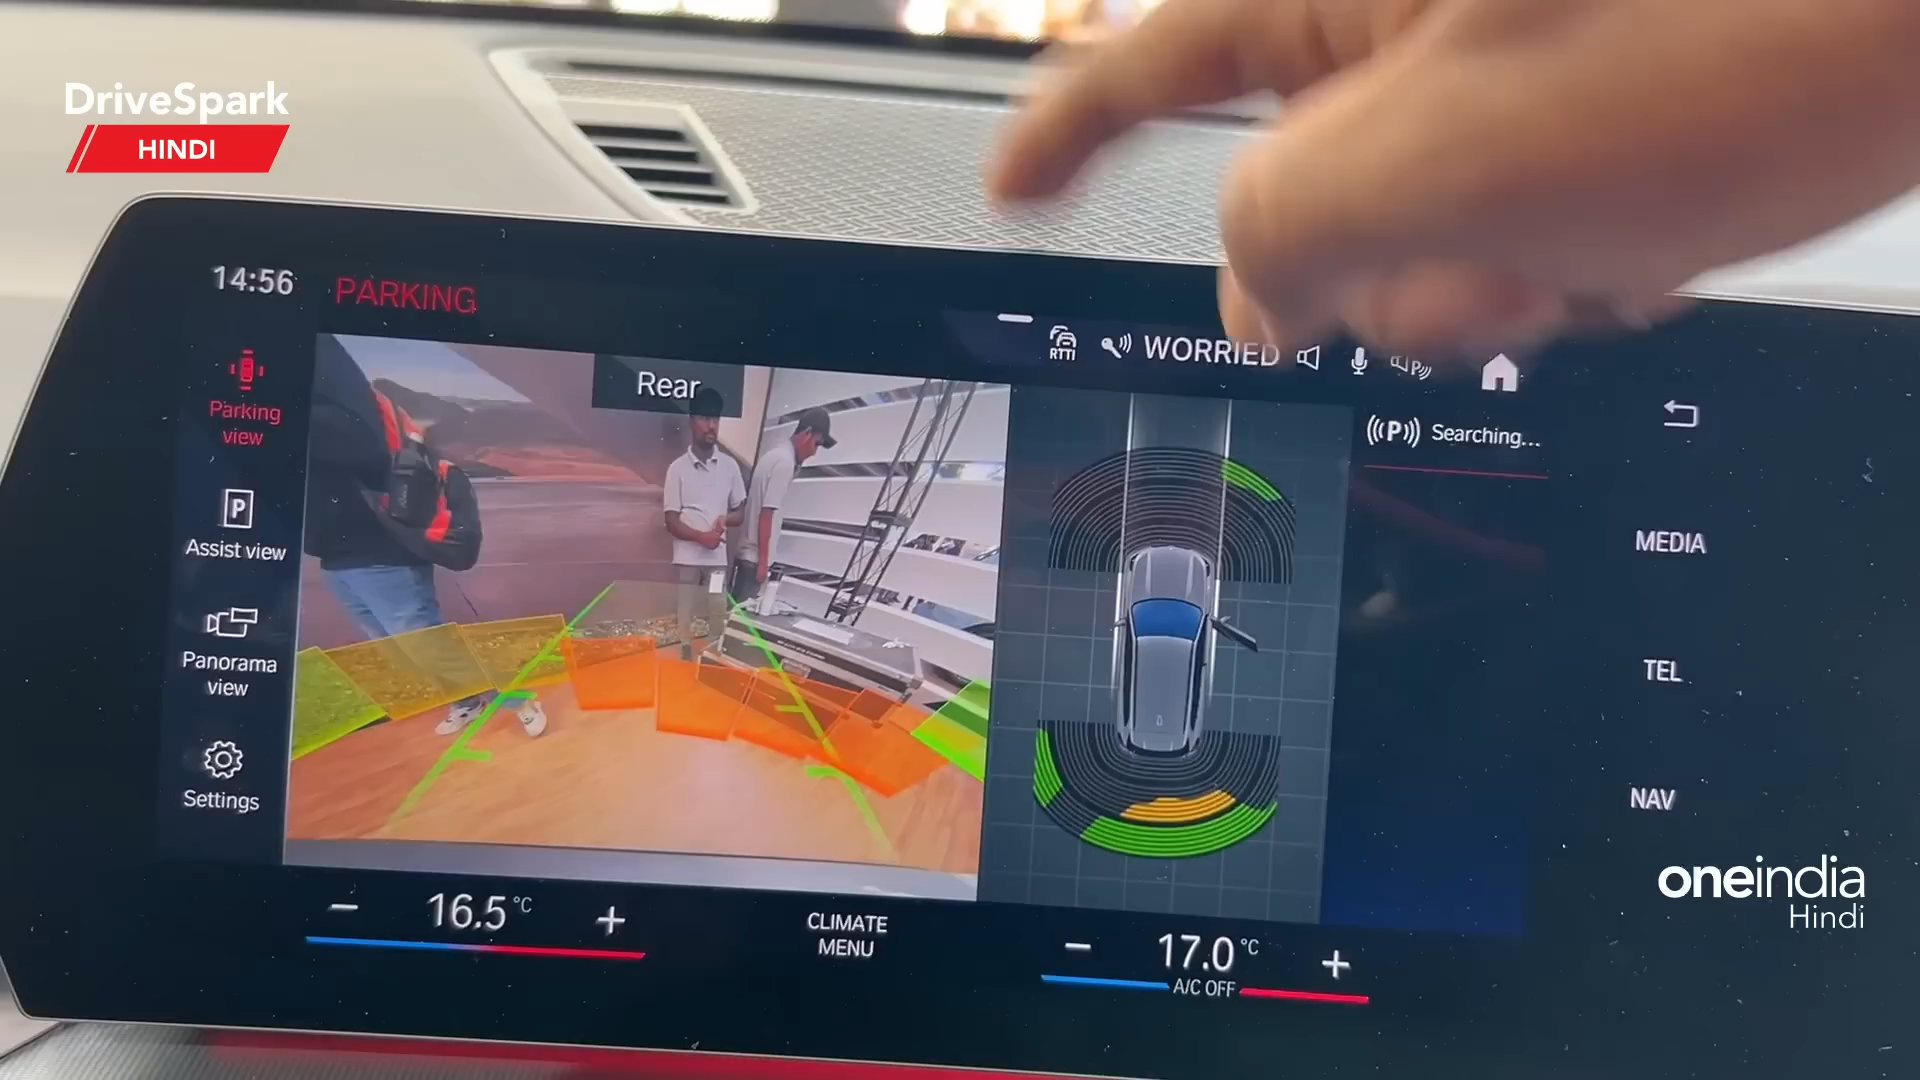 DriveSpark
HINDI
14:56
PARKING
RTTI
WORRIED
Rear
((P)) Searching...
Parking
view
P
Assist view
Panorama
view
Settings
MEDIA
TEL
NAV
16.5°C
CLIMATE
MENU
17.0°C
A/C OFF
oneindia
Hindi